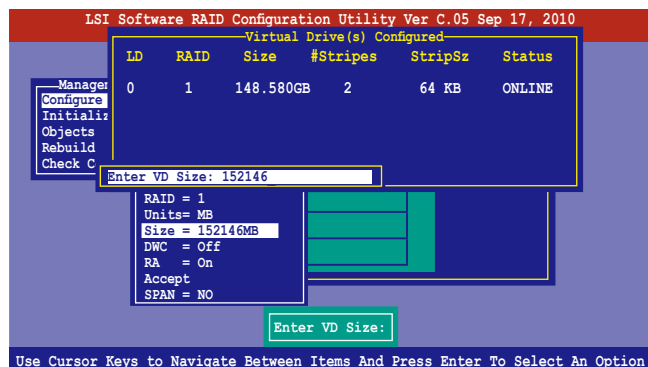 LSI Software RAID Configuration Utility Ver C.05 Sep 17, 2010
Virtual Drive(s) Configured
LD RAID Size #Stripes StripSz Status
0 1 148.580GB 2 64 KB ONLINE
Manage
Configure
Initializ
Objects
Rebuild
Check C
Enter VD Size: 152146_
RAID = 1
Units= MB
Size = 152146MB
DWC = Off
RA = On
Accept
SPAN = NO
Enter VD Size:
Use Cursor Keys to Navigate Between Items And Press Enter To Select An Option